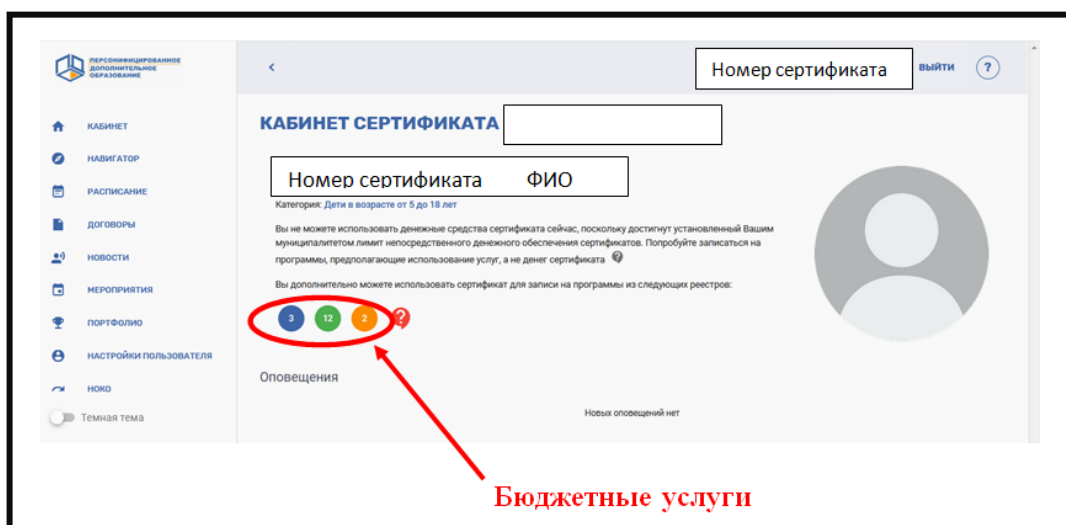 ПЕРСОНИФИЦИРОВАННОЕ
ДОПОЛНИТЕЛЬНОЕ
ОБРАЗОВАНИЕ
<
Номер сертификата
ВЫЙТИ
?
КАБИНЕТ
НАВИГАТОР
РАСПИСАНИЕ
ДОГОВОРЫ
НОВОСТИ
МЕРОПРИЯТИЯ
ПОРТФОЛИО
НАСТРОЙКИ ПОЛЬЗОВАТЕЛЯ
НОКО
Темная тема
КАБИНЕТ СЕРТИФИКАТА
Номер сертификата ФИО
Категория: Дети в возрасте от 5 до 18 лет
Вы не можете использовать денежные средства сертификата сейчас, поскольку достигнут установленный Вашим
муниципалитетом лимит непосредственного денежного обеспечения сертификатов. Попробуйте записаться на
программы, предполагающие использование услуг, а не денег сертификата ?
Вы дополнительно можете использовать сертификат для записи на программы из следующих реестров:
3 12 2 ?
Оповещения
Новых оповещений нет
Бюджетные услуги